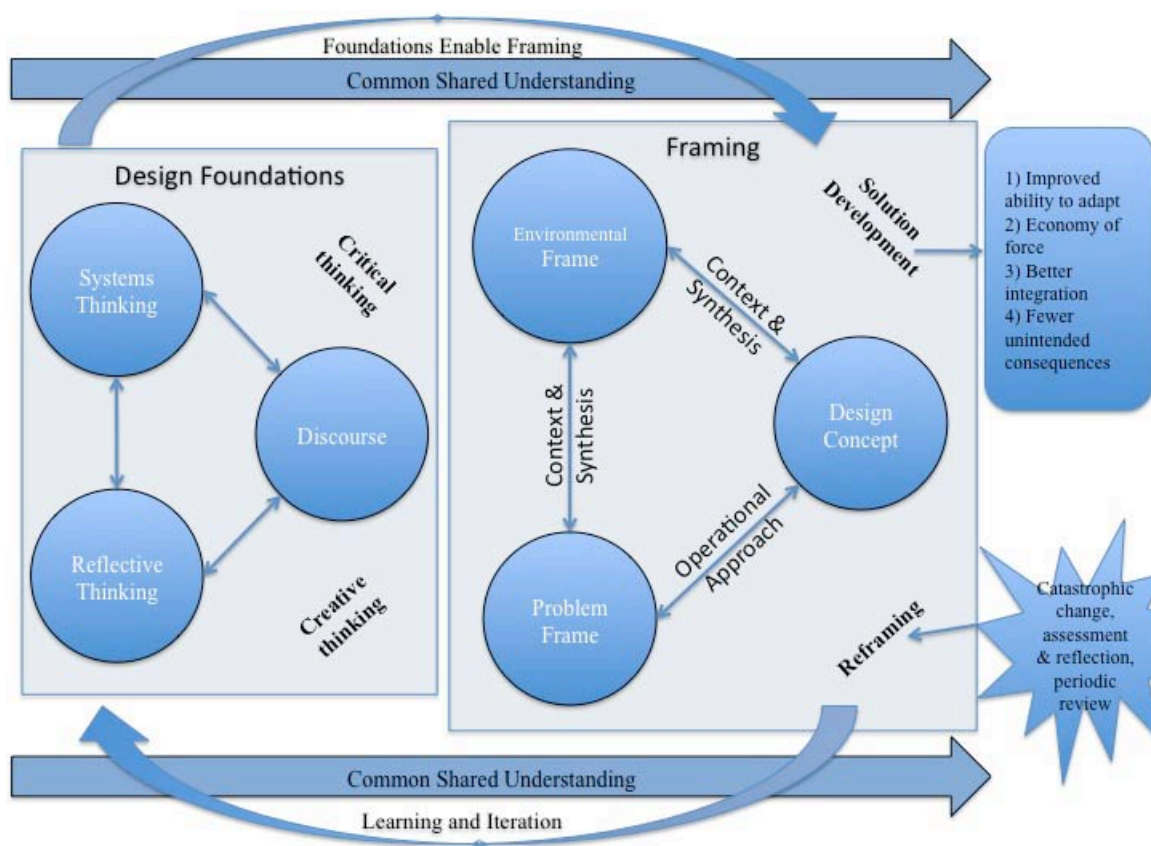 Foundations Enable Framing
Common Shared Understanding
Design Foundations
Systems
Thinking
Critical
thinking
Discourse
Reflective
Thinking
Creative
thinking
Framing
Environmental
Frame
Solution
Development
Context &
Synthesis
Context &
Synthesis
Design
Concept
Operational
Approach
Problem
Frame
Reframing
1) Improved
ability to adapt
2) Economy of
force
3) Better
integration
4) Fewer
unintended
consequences
Catastrophic
change,
assessment
& reflection,
periodic
review
Common Shared Understanding
Learning and Iteration